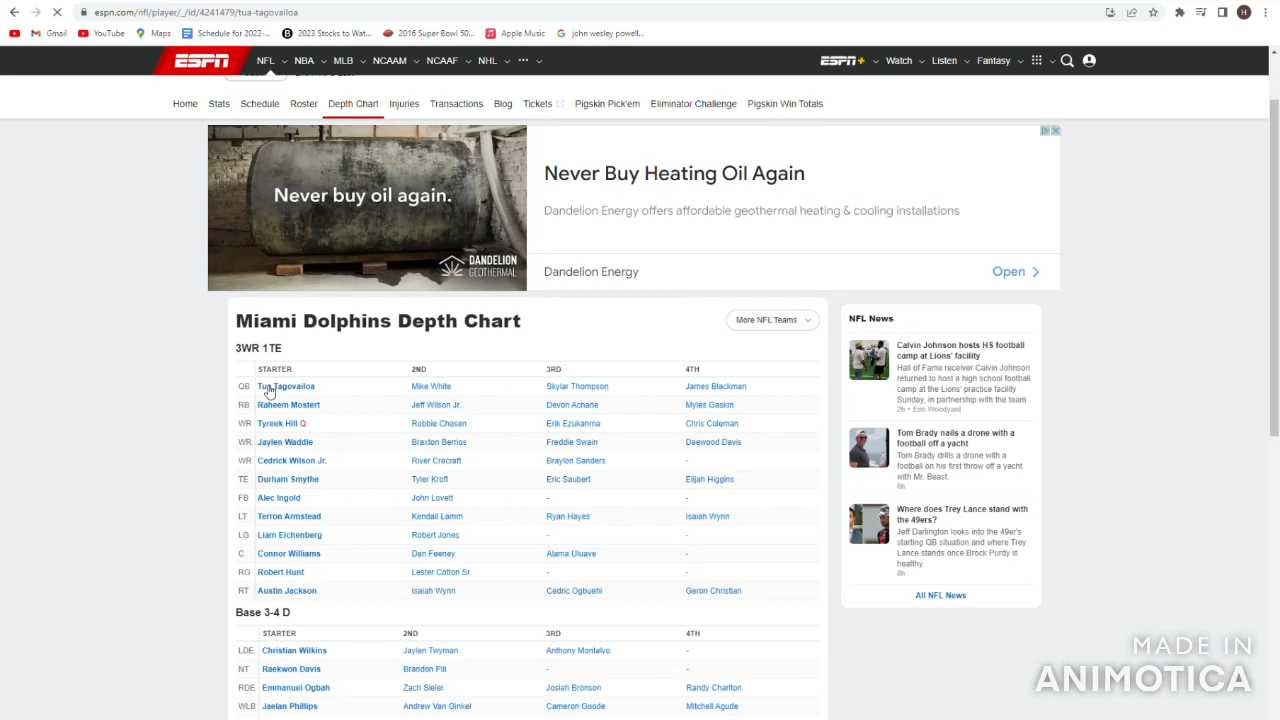 espn.com/nfl/player/_/id/4241479/tua-tagovailoa
H
Gmail YouTube Maps Schedule for 2022-... 2023 Stocks to Wat... 2016 Super Bowl 50... Apple Music john wesley powell...
ESPN NFL NBA MLB NCAAM NCAAF NHL ESPN+ Watch Listen Fantasy
Home Stats Schedule Roster Depth Chart Injuries Transactions Blog Tickets Pigskin Pick'em Eliminator Challenge Pigskin Win Totals
Never buy oil again.
DANDELION
GEOTHERMAL
Never Buy Heating Oil Again
Dandelion Energy offers affordable geothermal heating & cooling installations
Dandelion Energy Open
Miami Dolphins Depth Chart More NFL Teams
3WR 1TE
STARTER 2ND 3RD 4TH
QB Tua Tagovailoa Mike White Skylar Thompson James Blackman
RB Raheem Mostert Jeff Wilson Jr. Devon Achane Myles Gaskin
WR Tyreek Hill Q Robbie Chosen Erik Ezukanma Chris Coleman
WR Jaylen Waddle Braxton Berrios Freddie Swain Daewood Davis
WR Cedrick Wilson Jr. River Cracraft Braylon Sanders -
TE Durham Smythe Tyler Kroft Eric Saubert Elijah Higgins
FB Alec Ingold John Lovett - -
LT Terron Armstead Kendall Lamm Ryan Hayes Isaiah Wynn
LG Liam Eichenberg Robert Jones - -
C Connor Williams Dan Feeney Alama Uluave -
RG Robert Hunt Lester Cotton Sr. - -
RT Austin Jackson Isaiah Wynn Cedric Ogbuehi Geron Christian
Base 3-4 D
STARTER 2ND 3RD 4TH
LDE Christian Wilkins Jaylen Twyman Anthony Montalvo -
NT Raekwon Davis Brandon Pili - -
RDE Emmanuel Ogbah Zach Sieler Josiah Bronson Randy Charlton
WLB Jaelan Phillips Andrew Van Ginkel Cameron Goode Mitchell Agude
NFL News
Calvin Johnson hosts HS football
camp at Lions' facility
Hall of Fame receiver Calvin
Johnson returned to host a high school football
camp at the Lions' practice facility
Sunday, in partnership with the team.
2h • Eric Woodyard
Tom Brady nails a drone with a
football off a yacht
Tom Brady drills a drone with a
football on his first throw off a yacht
with Mr. Beast.
6h
Where does Trey Lance stand with
the 49ers?
Jeff Darlington looks into the 49er's
starting QB situation and where Trey
Lance stands once Brock Purdy is
healthy.
6h
All NFL News
MADE IN
ANIMOTICA